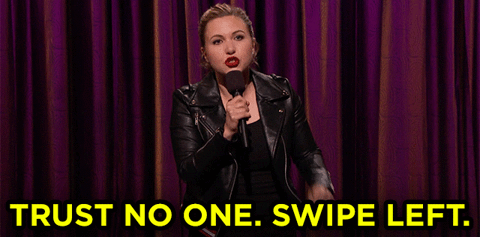 TRUST NO ONE. SWIPE LEFT.